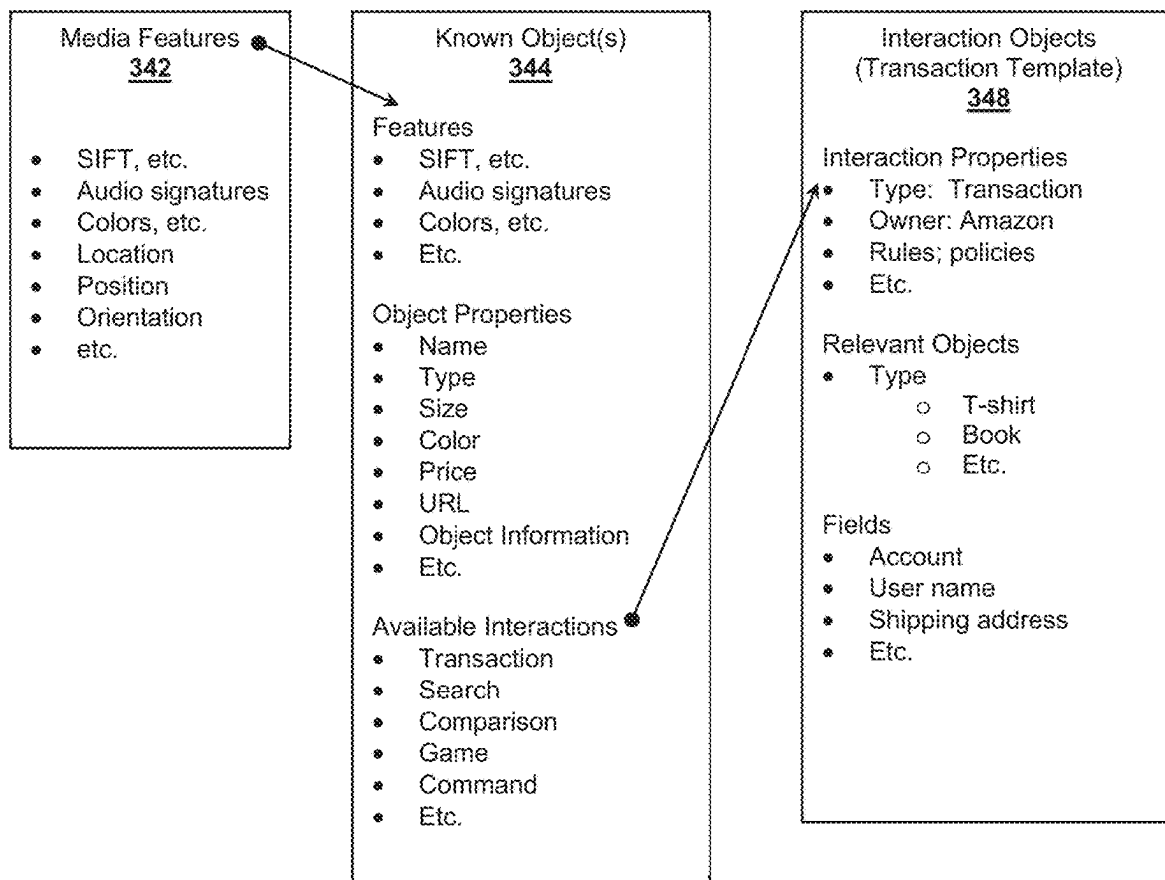 Media Features
342
SIFT, etc.
Audio signatures
Colors, etc.
Location
Position
Orientation
etc.
Known Object(s)
344
Features
SIFT, etc.
Audio signatures
Colors, etc.
Etc.
Object Properties
Name
Type
Size
Color
Price
URL
Object Information
Etc.
Available Interactions
Transaction
Search
Comparison
Game
Command
Etc.
Interaction Objects
(Transaction Template)
348
Interaction Properties
Type: Transaction
Owner: Amazon
Rules; policies
Etc.
Relevant Objects
Type
T-shirt
Book
Etc.
Fields
Account
User name
Shipping address
Etc.